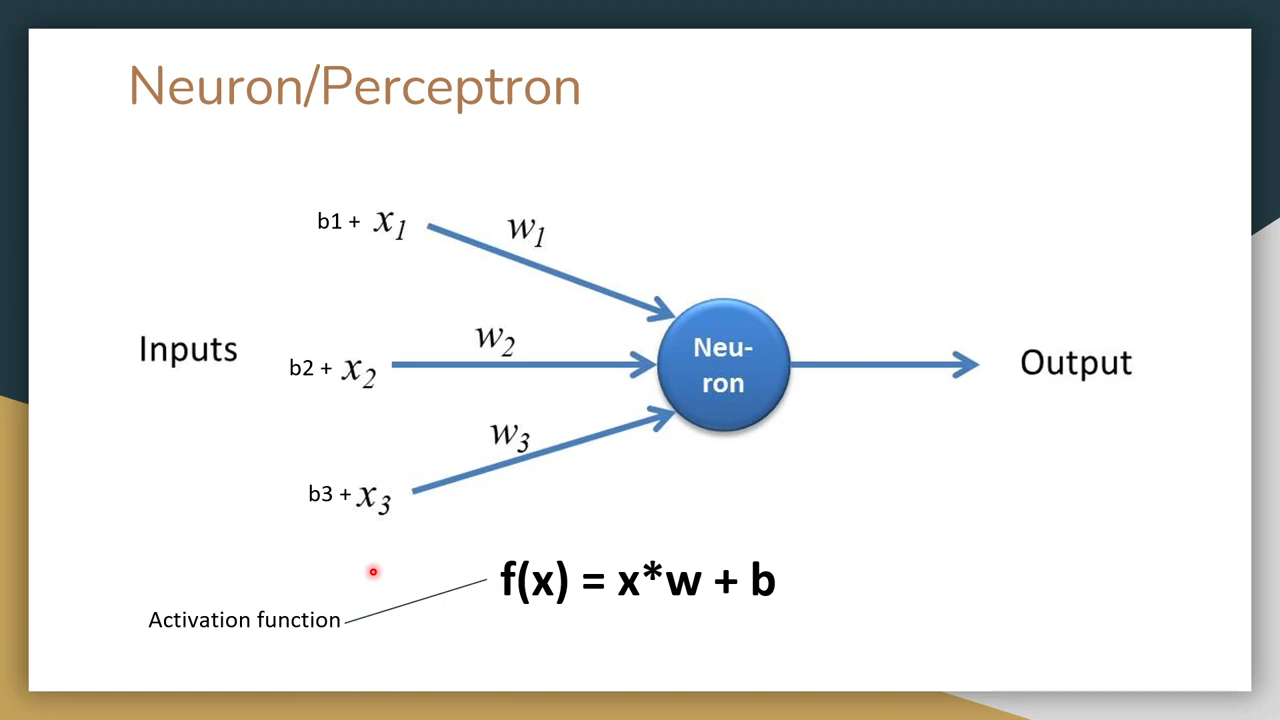 Neuron/Perceptron
b1 + x1
w1
Inputs
b2 + x2
w2
Neu-
ron
Output
b3 + x3
w3
f(x) = x*w + b
Activation function